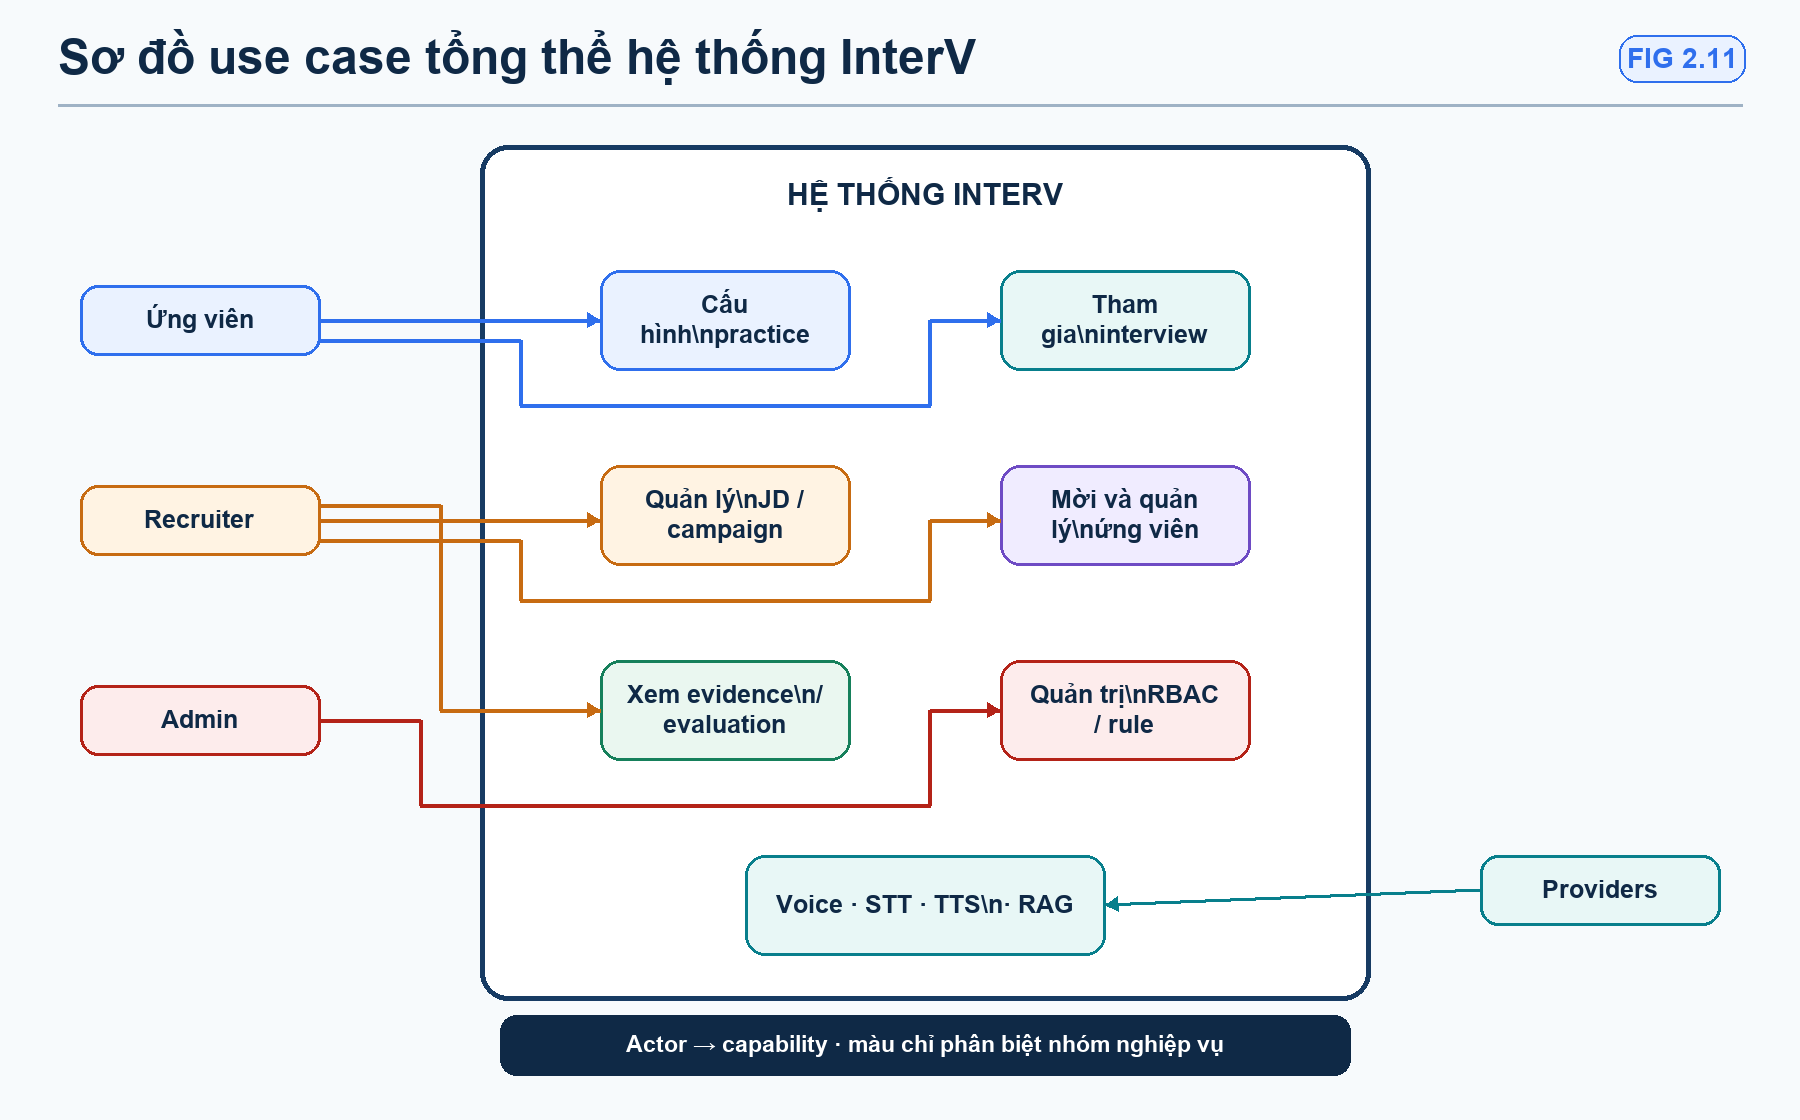 Sơ đồ use case tổng thể hệ thống InterV
FIG 2.11
HỆ THỐNG INTERV
Ứng viên
Cấu
hình\npractice
Tham
gia\ninterview
Recruiter
Quản lý\nJD /
campaign
Mời và quản
lý\nứng viên
Admin
Xem evidence\n/
evaluation
Quản trị\nRBAC
/ rule
Voice · STT · TTS\n· RAG
Providers
Actor → capability · màu chỉ phân biệt nhóm nghiệp vụ